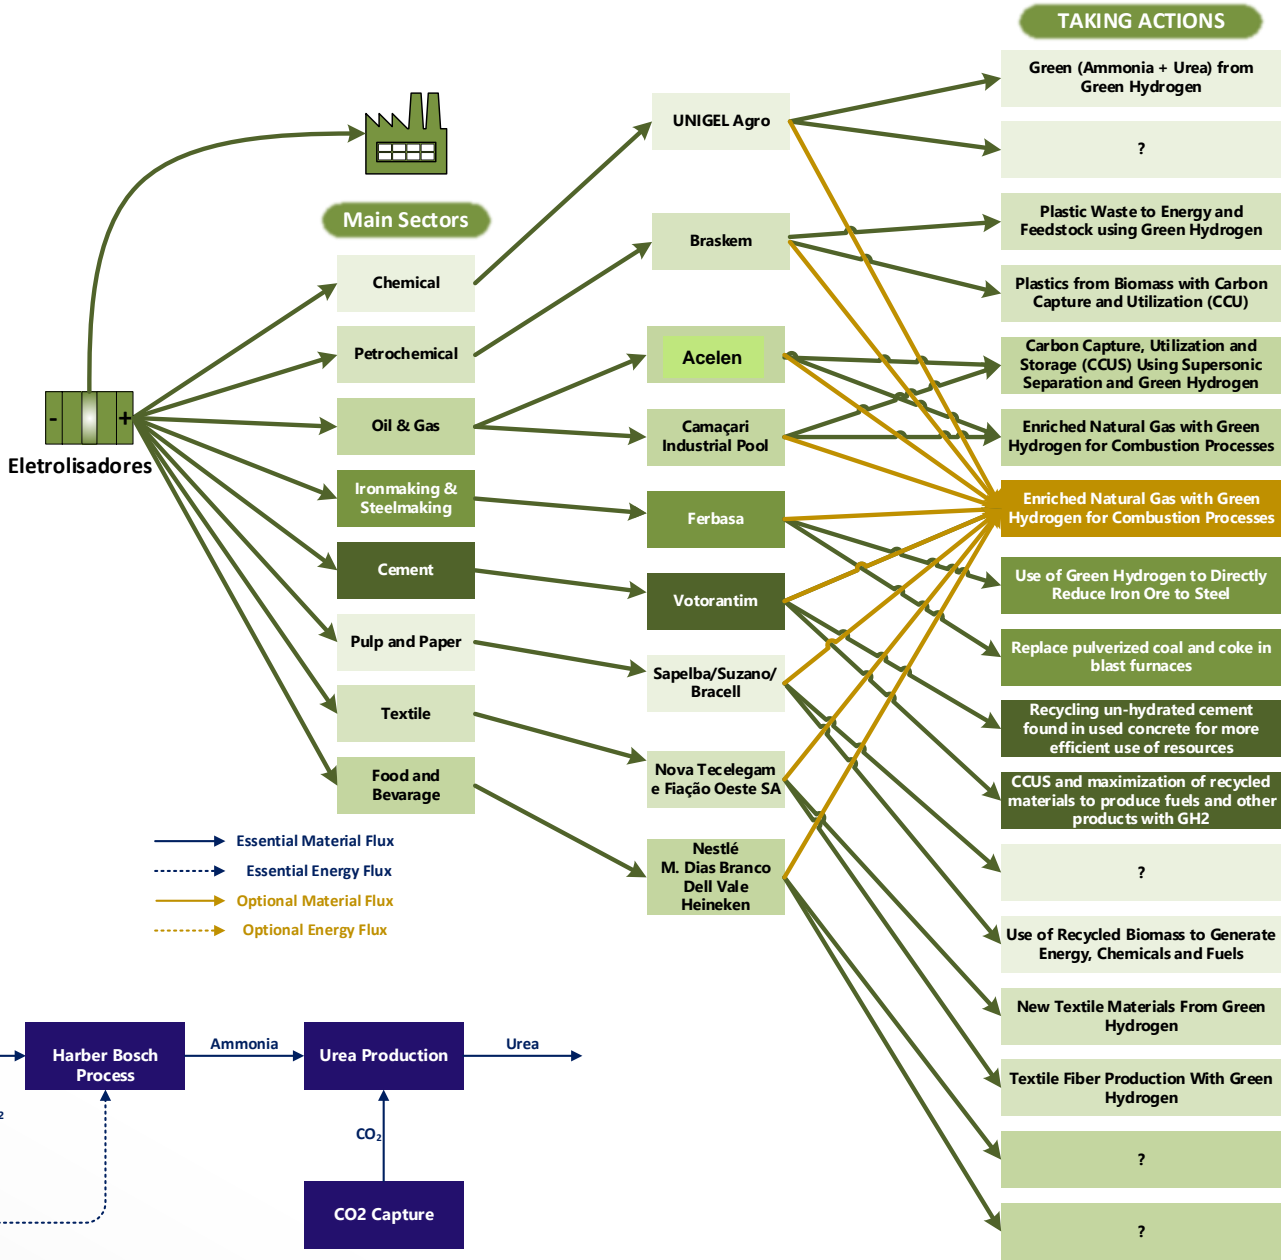 TAKING ACTIONS
Green (Ammonia + Urea) from
Green Hydrogen
UNIGEL Agro
?
Main Sectors
Plastic Waste to Energy and
Feedstock using Green Hydrogen
Braskem
Chemical
Plastics from Biomass with Carbon
Capture and Utilization (CCU)
Petrochemical
Acelen
Carbon Capture, Utilization and
Storage (CCUS) Using Supersonic
Separation and Green Hydrogen
- +
Eletrolisadores
Oil & Gas
Camaçari
Industrial Pool
Enriched Natural Gas with Green
Hydrogen for Combustion Processes
Ironmaking &
Steelmaking
Ferbasa
Enriched Natural Gas with Green
Hydrogen for Combustion Processes
Cement
Votorantim
Use of Green Hydrogen to Directly
Reduce Iron Ore to Steel
Pulp and Paper
Sapelba/Suzano/
Bracell
Replace pulverized coal and coke in
blast furnaces
Textile
Recycling un-hydrated cement
found in used concrete for more
efficient use of resources
Food and
Bevarage
Nova Tecelegam
e Fiação Oeste SA
CCUS and maximization of recycled
materials to produce fuels and other
products with GH2
Essential Material Flux
Essential Energy Flux
Optional Material Flux
Optional Energy Flux
Nestlé
M. Dias Branco
Dell Vale
Heineken
?
Use of Recycled Biomass to Generate
Energy, Chemicals and Fuels
New Textile Materials From Green
Hydrogen
Harber Bosch
Process
Ammonia
Urea Production
Urea
Textile Fiber Production With Green
Hydrogen
2
CO₂
?
CO2 Capture
?